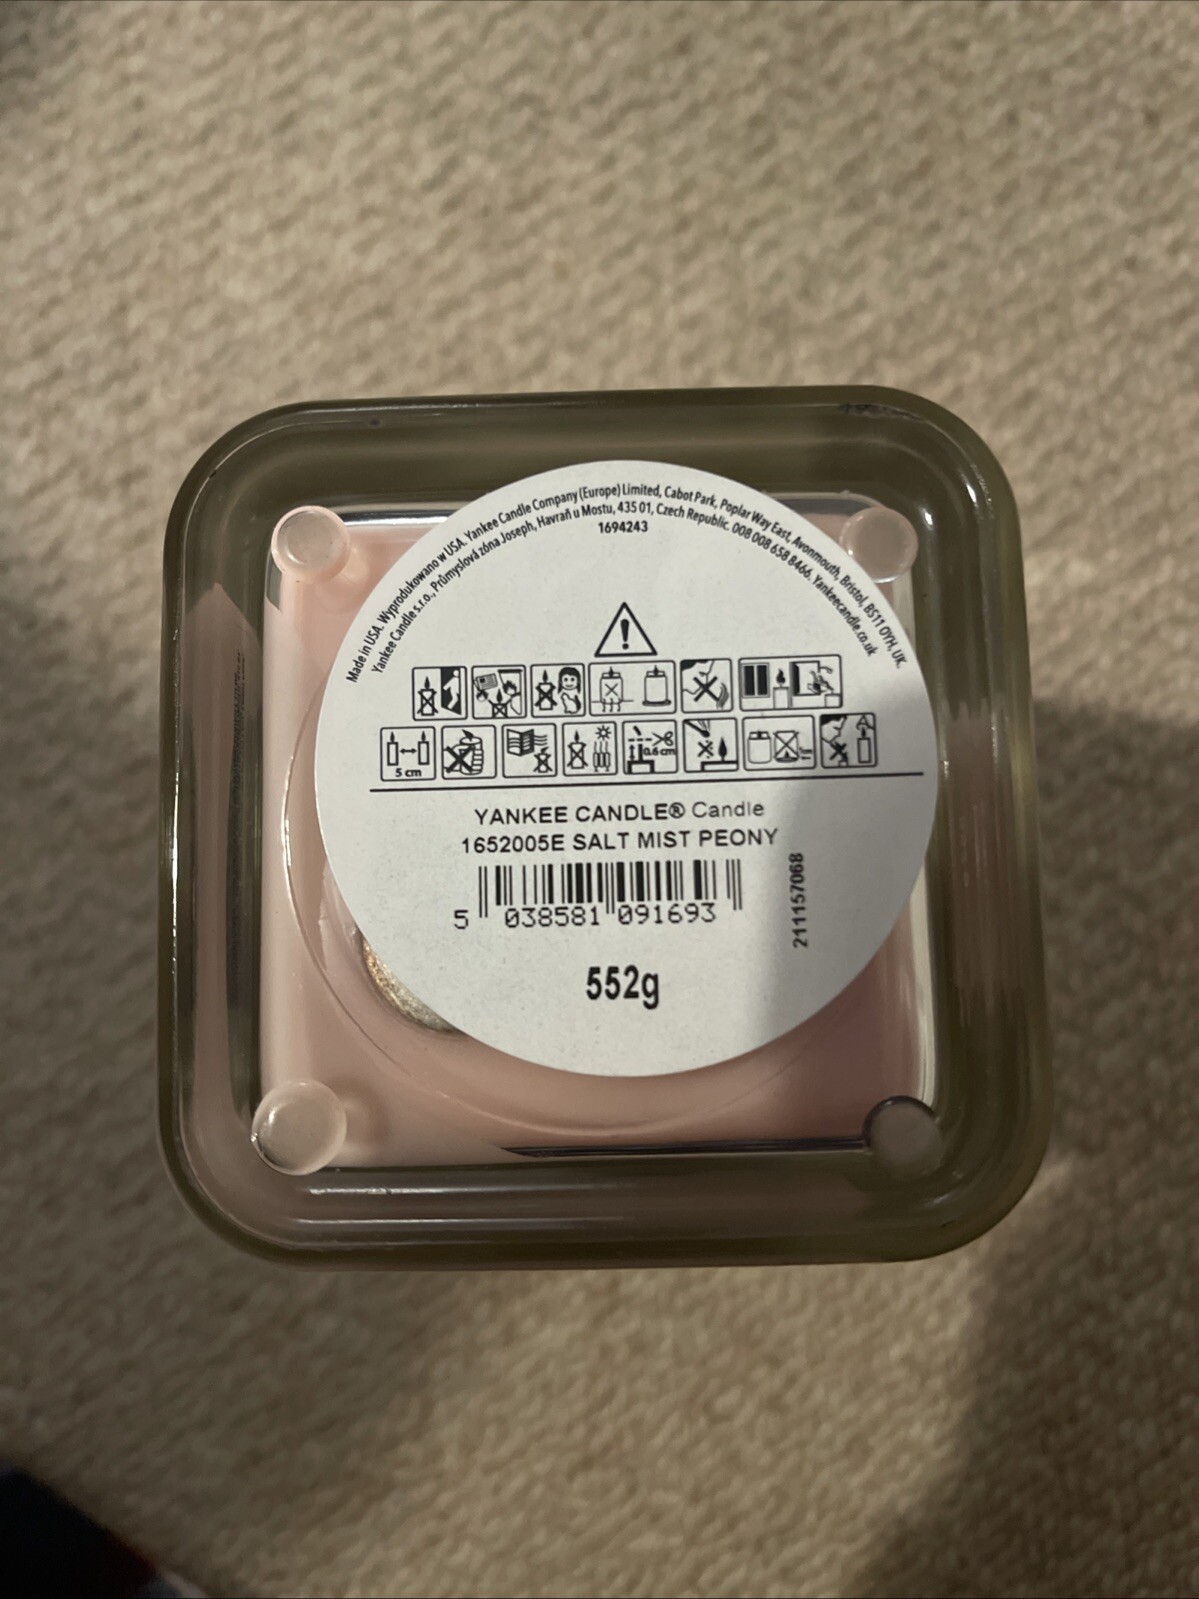 Made in USA. Wyprodukowano w USA. Yankee Candle Company (Europe) Limited, Cabot Park, Poplar Way East, Avonmouth, Bristol, BS11 0YH, UK.
Yankee Candle s.r.o., Průmyslová zóna Joseph, Havraň u Mostu, 435 01, Czech Republic. 008 008 658 8466. Yankeecandle.co.uk
1694243
5 cm
0.6 cm
YANKEE CANDLE® Candle
1652005E SALT MIST PEONY
5 038581 091693
211157068
552g